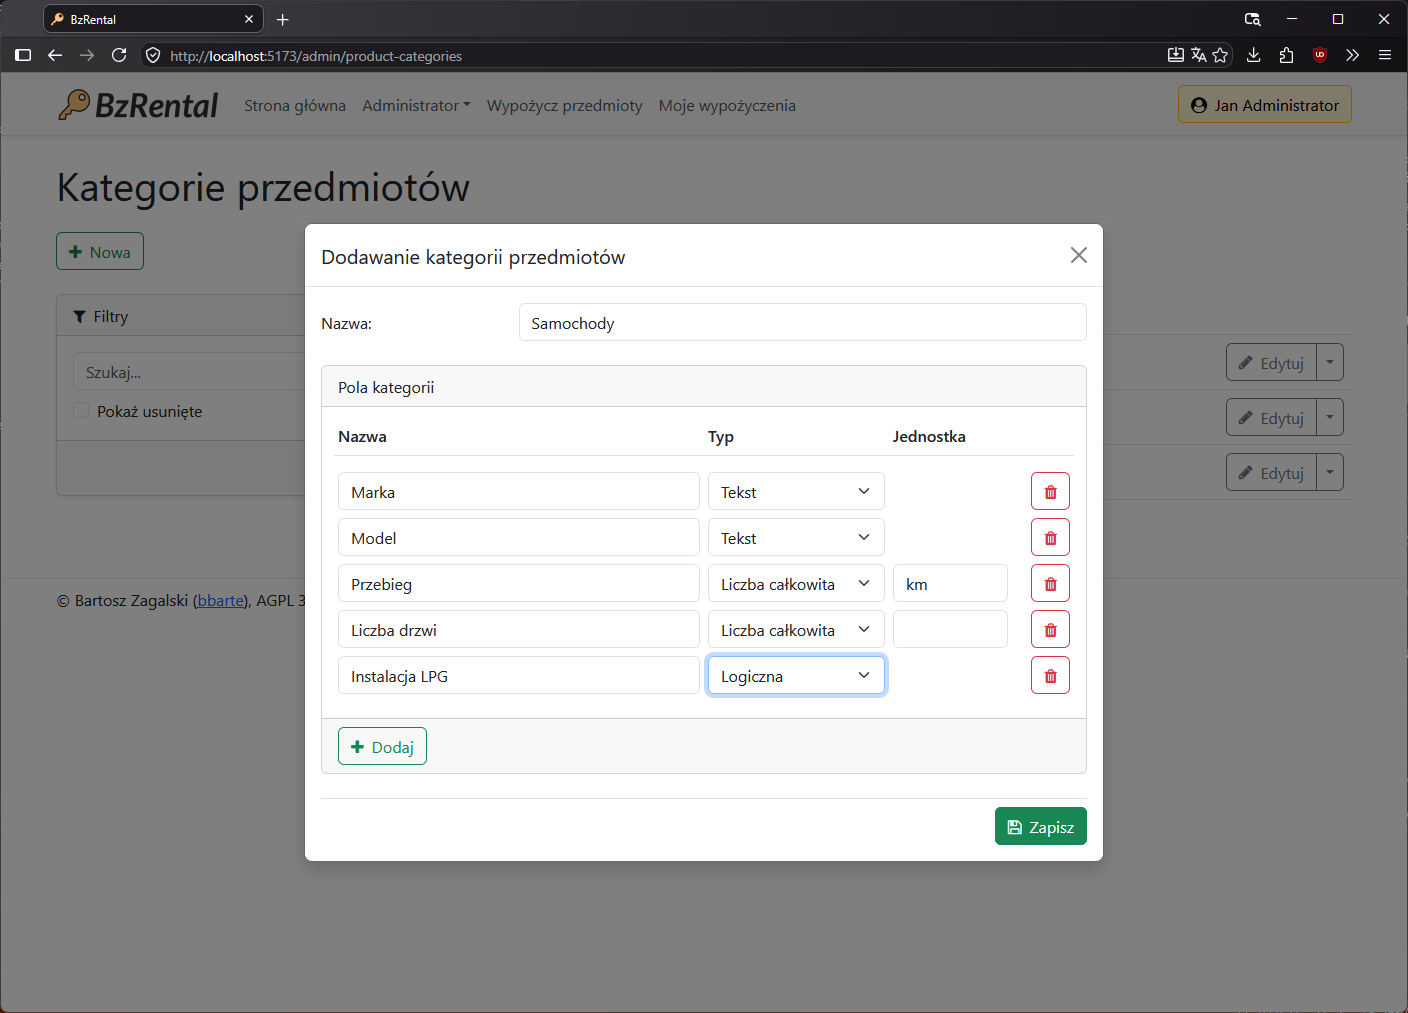 BzRental
http://localhost:5173/admin/product-categories
BzRental Strona główna Administrator Wypożycz przedmioty Moje wypożyczenia Jan Administrator
Kategorie przedmiotów
Nowa
Filtry
Szukaj...
Pokaż usunięte
Edytuj
Edytuj
Edytuj
© Bartosz Zagalski (bbarte), AGPL 3
Dodawanie kategorii przedmiotów
Nazwa: Samochody
Pola kategorii
Nazwa Typ Jednostka
Marka Tekst
Model Tekst
Przebieg Liczba całkowita km
Liczba drzwi Liczba całkowita
Instalacja LPG Logiczna
Dodaj
Zapisz